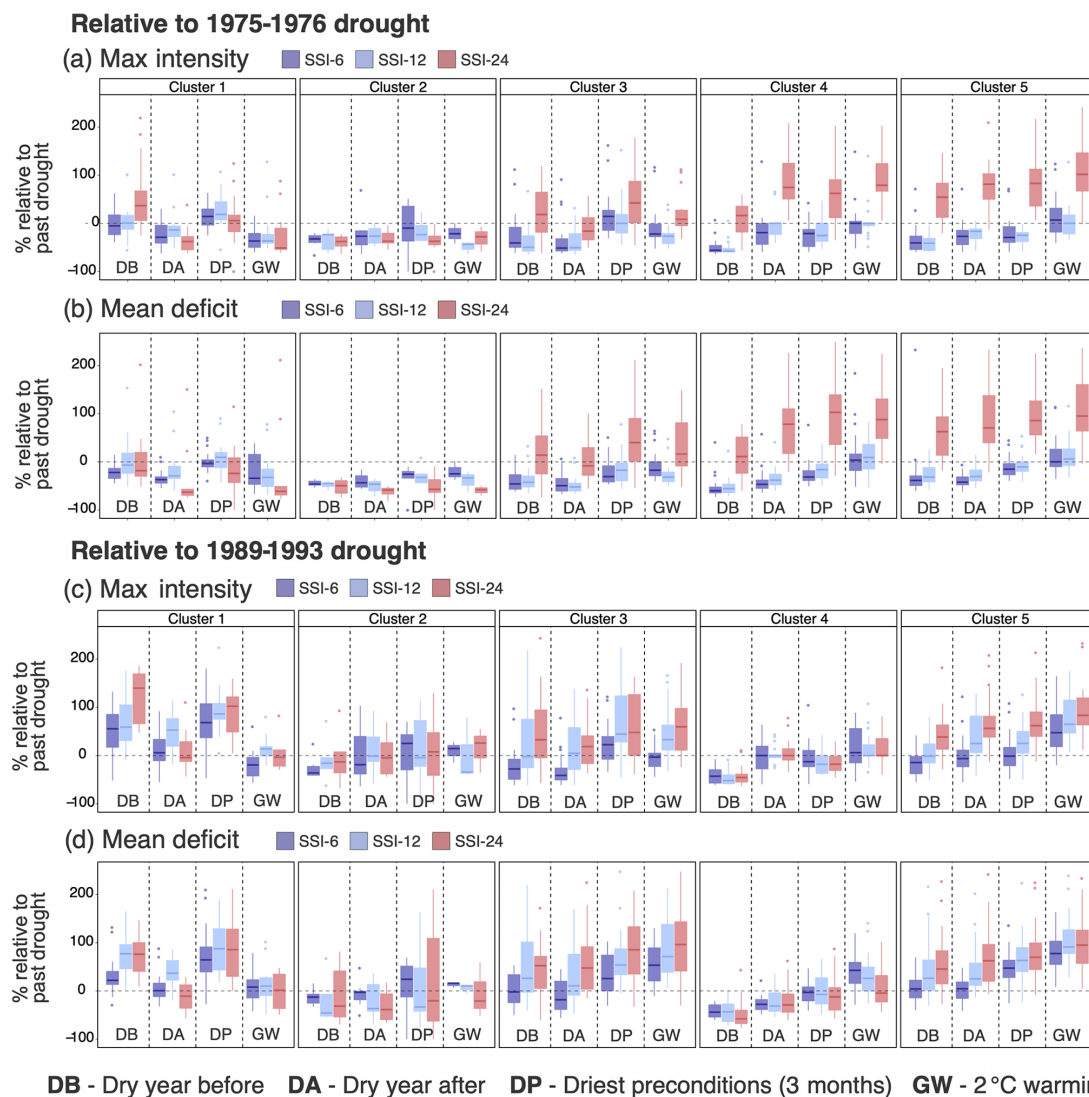 Relative to 1975-1976 drought
(a) Max intensity SSI-6 SSI-12 SSI-24
Cluster 1 Cluster 2 Cluster 3 Cluster 4 Cluster 5
% relative to
past drought
200
100
0
-100
DB DA DP GW DB DA DP GW DB DA DP GW DB DA DP GW DB DA DP GW
(b) Mean deficit SSI-6 SSI-12 SSI-24
% relative to
past drought
200
100
0
-100
DB DA DP GW DB DA DP GW DB DA DP GW DB DA DP GW DB DA DP GW
Relative to 1989-1993 drought
(c) Max intensity SSI-6 SSI-12 SSI-24
Cluster 1 Cluster 2 Cluster 3 Cluster 4 Cluster 5
% relative to
past drought
200
100
0
-100
DB DA DP GW DB DA DP GW DB DA DP GW DB DA DP GW DB DA DP GW
(d) Mean deficit SSI-6 SSI-12 SSI-24
% relative to
past drought
200
100
0
-100
DB DA DP GW DB DA DP GW DB DA DP GW DB DA DP GW DB DA DP GW
DB - Dry year before DA - Dry year after DP - Driest preconditions (3 months) GW - 2 °C warmin